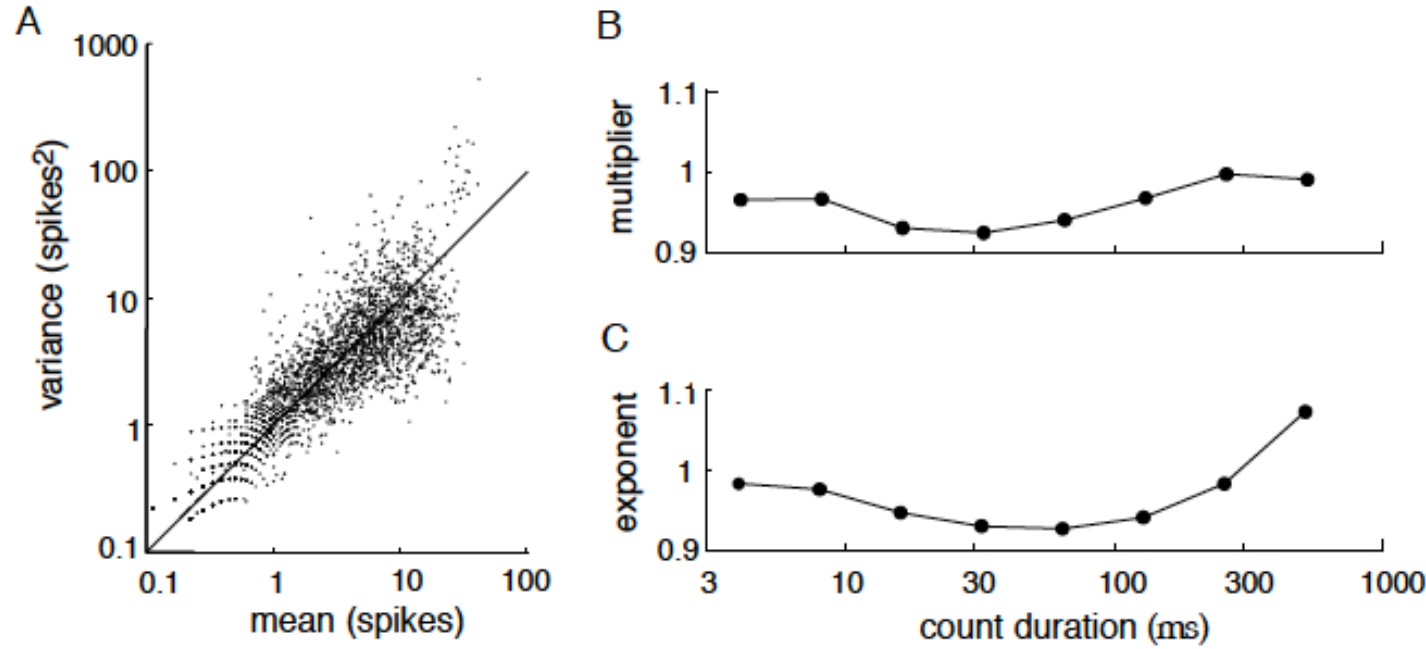 A
1000
100
10
1
0.1
variance (spikes²)
0.1 1 10 100
mean (spikes)
B
1.1
1
0.9
multiplier
C
1.1
1
0.9
exponent
3 10 30 100 300 1000
count duration (ms)